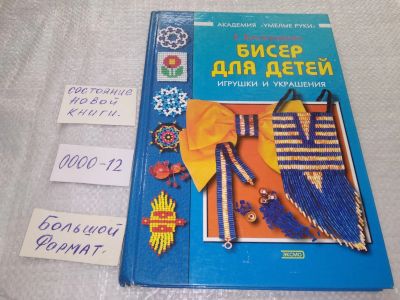 АКАДЕМИЯ «УМЕЛЫЕ РУКИ»
БИСЕР
ДЛЯ ДЕТЕЙ
ИГРУШКИ И УКРАШЕНИЯ
ЭКСМО
СОСТОЯНИЕ
НОВОЙ
КНИГИ.
0000-12
БОЛЬШОЙ
ФОРМАТ.